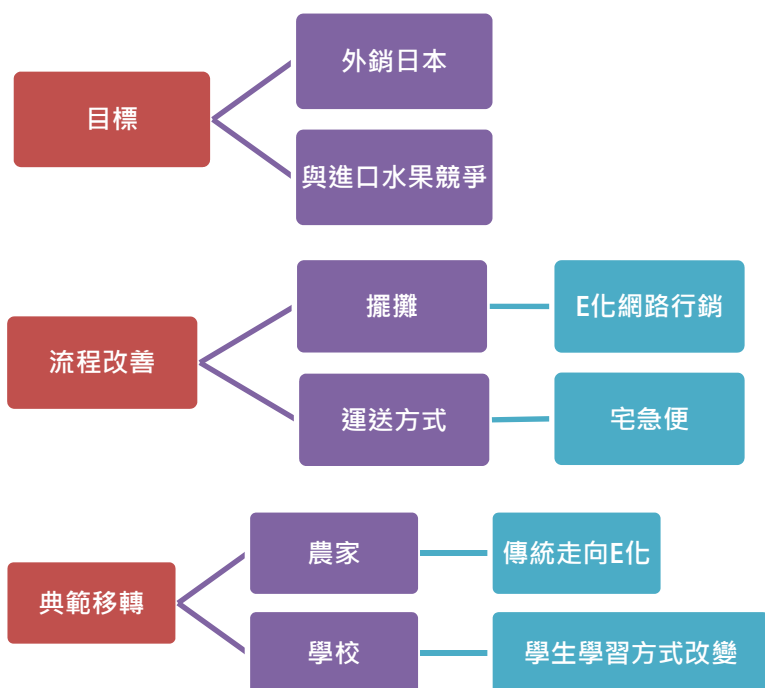 目標
外銷日本
與進口水果競爭
流程改善
擺攤
E化網路行銷
運送方式
宅急便
典範移轉
農家
傳統走向E化
學校
學生學習方式改變